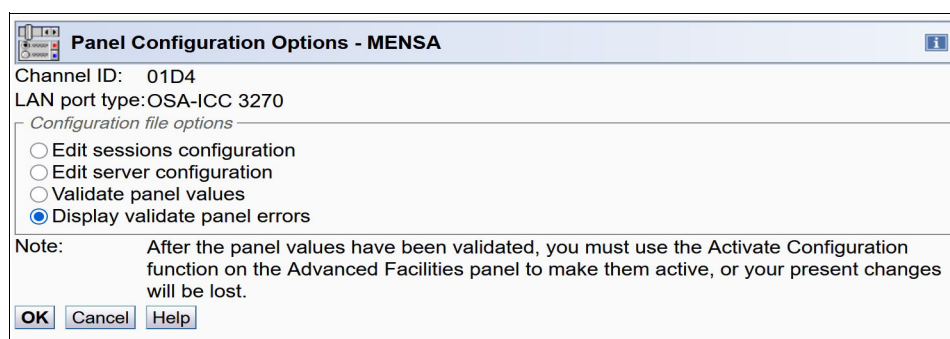 Panel Configuration Options - MENSA
i
Channel ID: 01D4
LAN port type: OSA-ICC 3270
Configuration file options
Edit sessions configuration
Edit server configuration
Validate panel values
Display validate panel errors
Note: After the panel values have been validated, you must use the Activate Configuration
function on the Advanced Facilities panel to make them active, or your present changes
will be lost.
OK Cancel Help